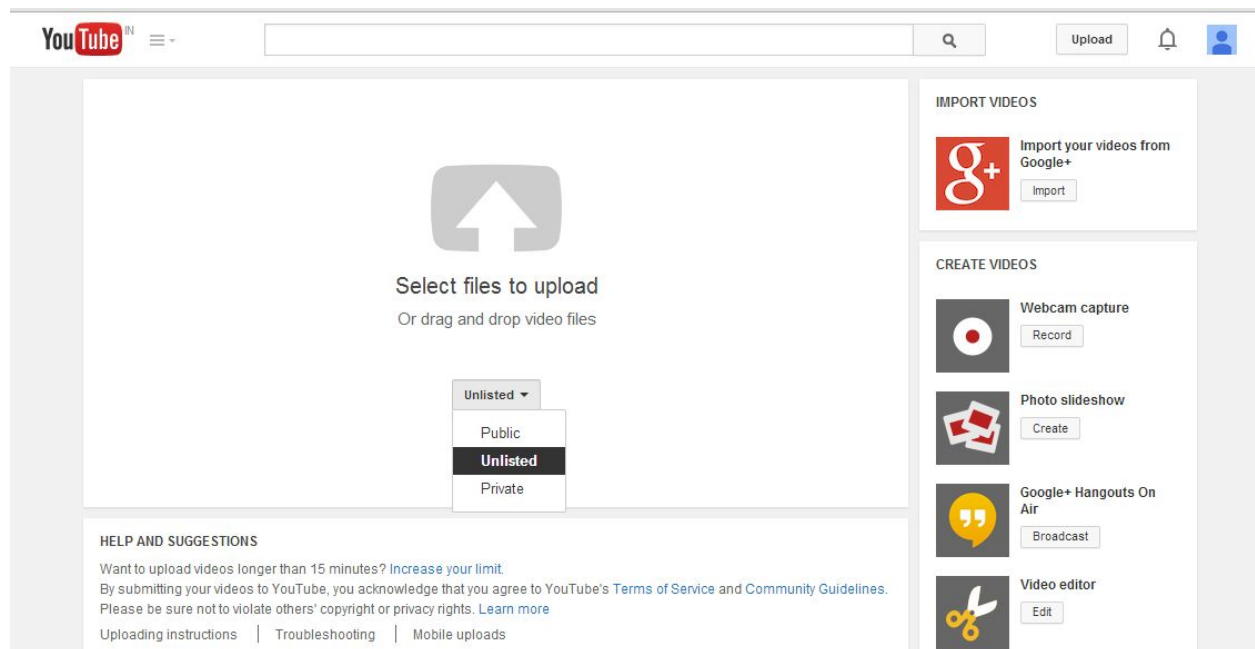 YouTube IN
Upload
Select files to upload
Or drag and drop video files
Unlisted
Public
Unlisted
Private
HELP AND SUGGESTIONS
Want to upload videos longer than 15 minutes? Increase your limit.
By submitting your videos to YouTube, you acknowledge that you agree to YouTube's Terms of Service and Community Guidelines.
Please be sure not to violate others' copyright or privacy rights. Learn more
Uploading instructions | Troubleshooting | Mobile uploads
IMPORT VIDEOS
g+
Import your videos from
Google+
Import
CREATE VIDEOS
Webcam capture
Record
Photo slideshow
Create
Google+ Hangouts On
Air
Broadcast
Video editor
Edit